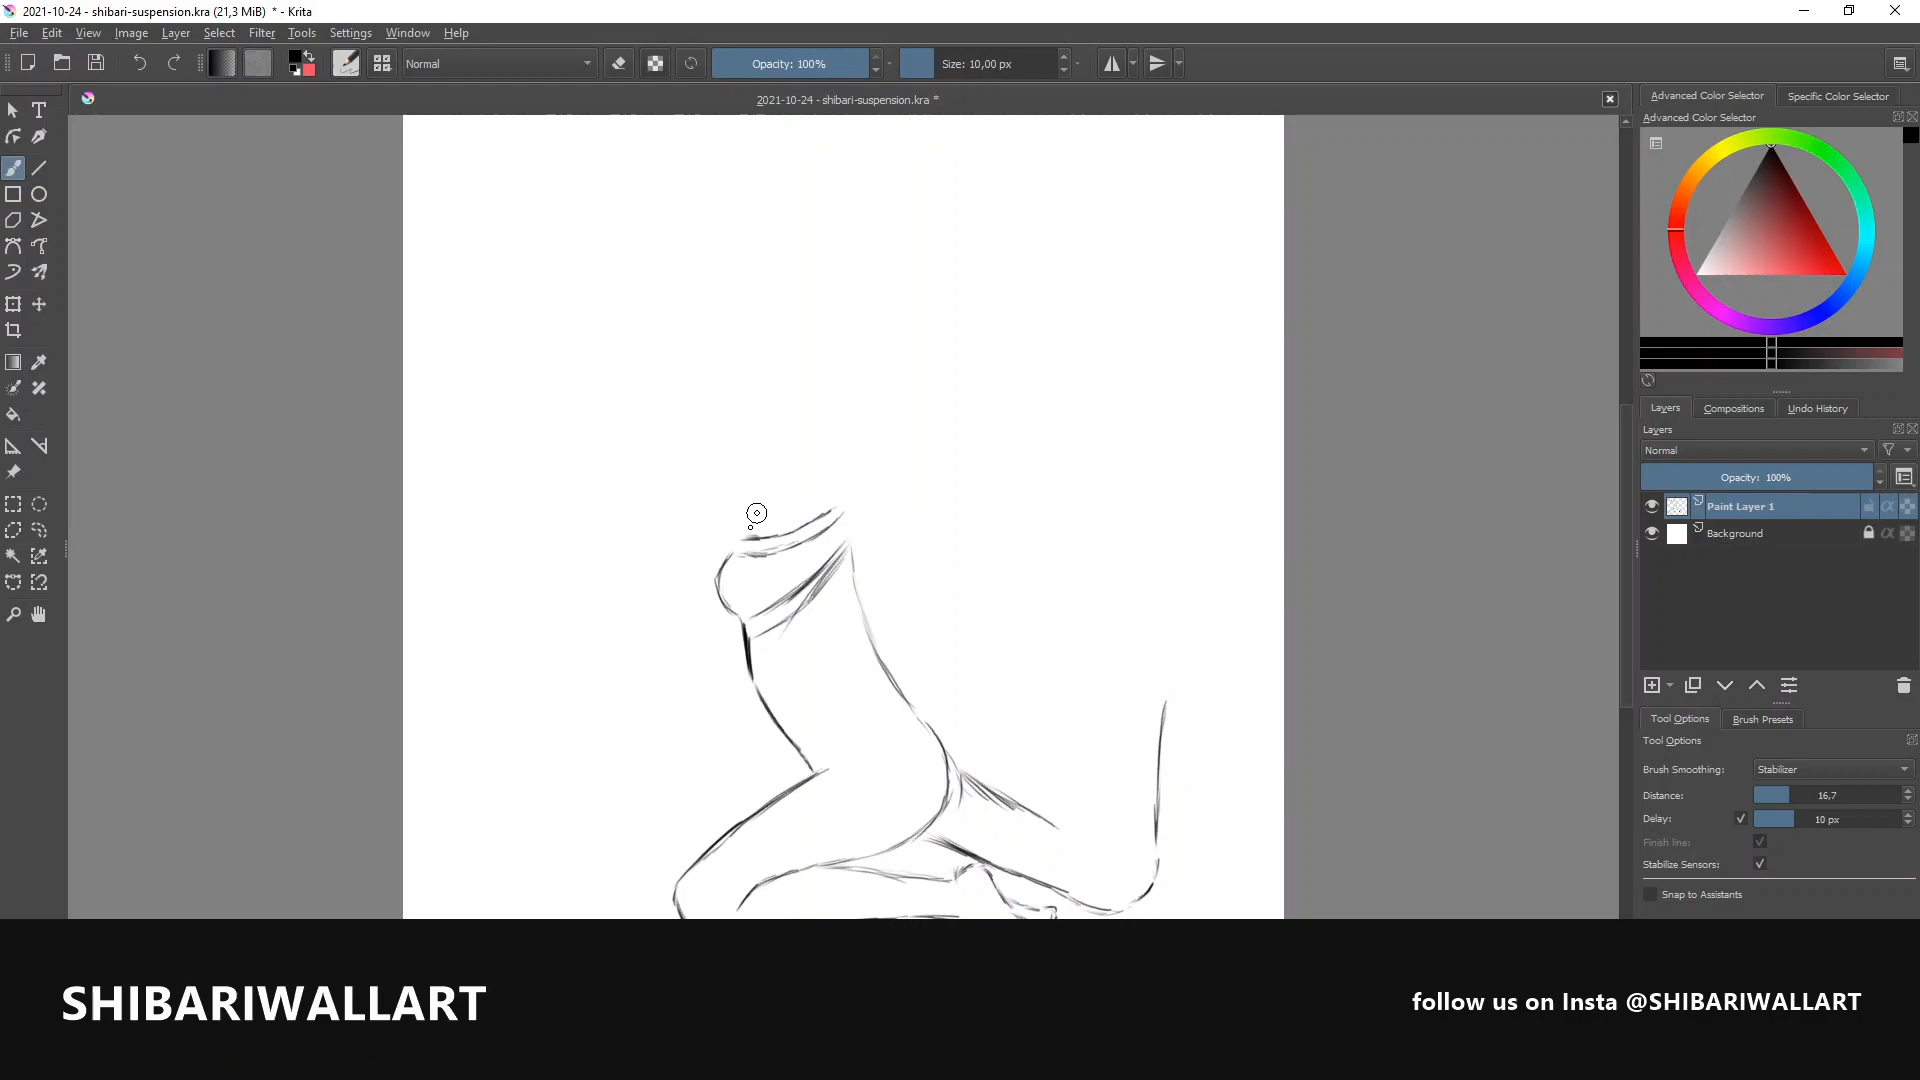 2021-10-24 - shibari-suspension.kra (21,3 MiB) * - Krita
File Edit View Image Layer Select Filter Tools Settings Window Help
Normal Opacity: 100% Size: 10,00 px
2021-10-24 - shibari-suspension.kra *
Advanced Color Selector Specific Color Selector
Advanced Color Selector
Layers Compositions Undo History
Layers
Normal
Opacity: 100%
Paint Layer 1
Background
Tool Options Brush Presets
Tool Options
Brush Smoothing: Stabilizer
Distance: 16,7
Delay: 10 px
Finish line:
Stabilize Sensors:
Snap to Assistants
SHIBARIWALLART
follow us on Insta @SHIBARIWALLART